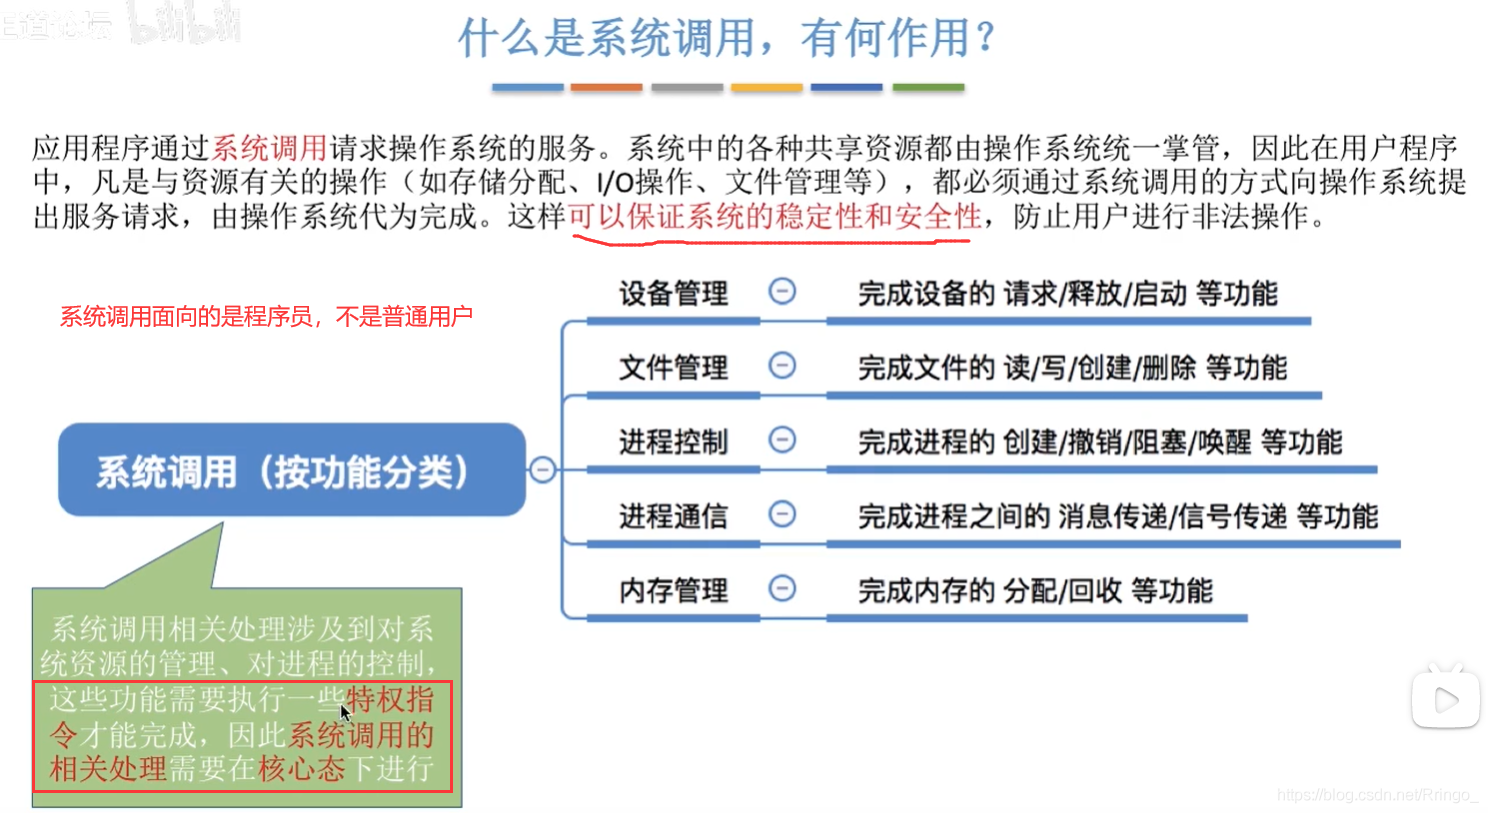 王道论坛 bilibili
什么是系统调用，有何作用？
应用程序通过系统调用请求操作系统的服务。系统中的各种共享资源都由操作系统统一掌管，因此在用户程序
中，凡是与资源有关的操作（如存储分配、I/O操作、文件管理等），都必须通过系统调用的方式向操作系统提
出服务请求，由操作系统代为完成。这样可以保证系统的稳定性和安全性，防止用户进行非法操作。
系统调用面向的是程序员，不是普通用户
系统调用（按功能分类）
设备管理 完成设备的 请求/释放/启动 等功能
文件管理 完成文件的 读/写/创建/删除 等功能
进程控制 完成进程的 创建/撤销/阻塞/唤醒 等功能
进程通信 完成进程之间的 消息传递/信号传递 等功能
内存管理 完成内存的 分配/回收 等功能
系统调用相关处理涉及到对系
统资源的管理、对进程的控制，
这些功能需要执行一些特权指
令才能完成，因此系统调用的
相关处理需要在核心态下进行
https://blog.csdn.net/Rringo_